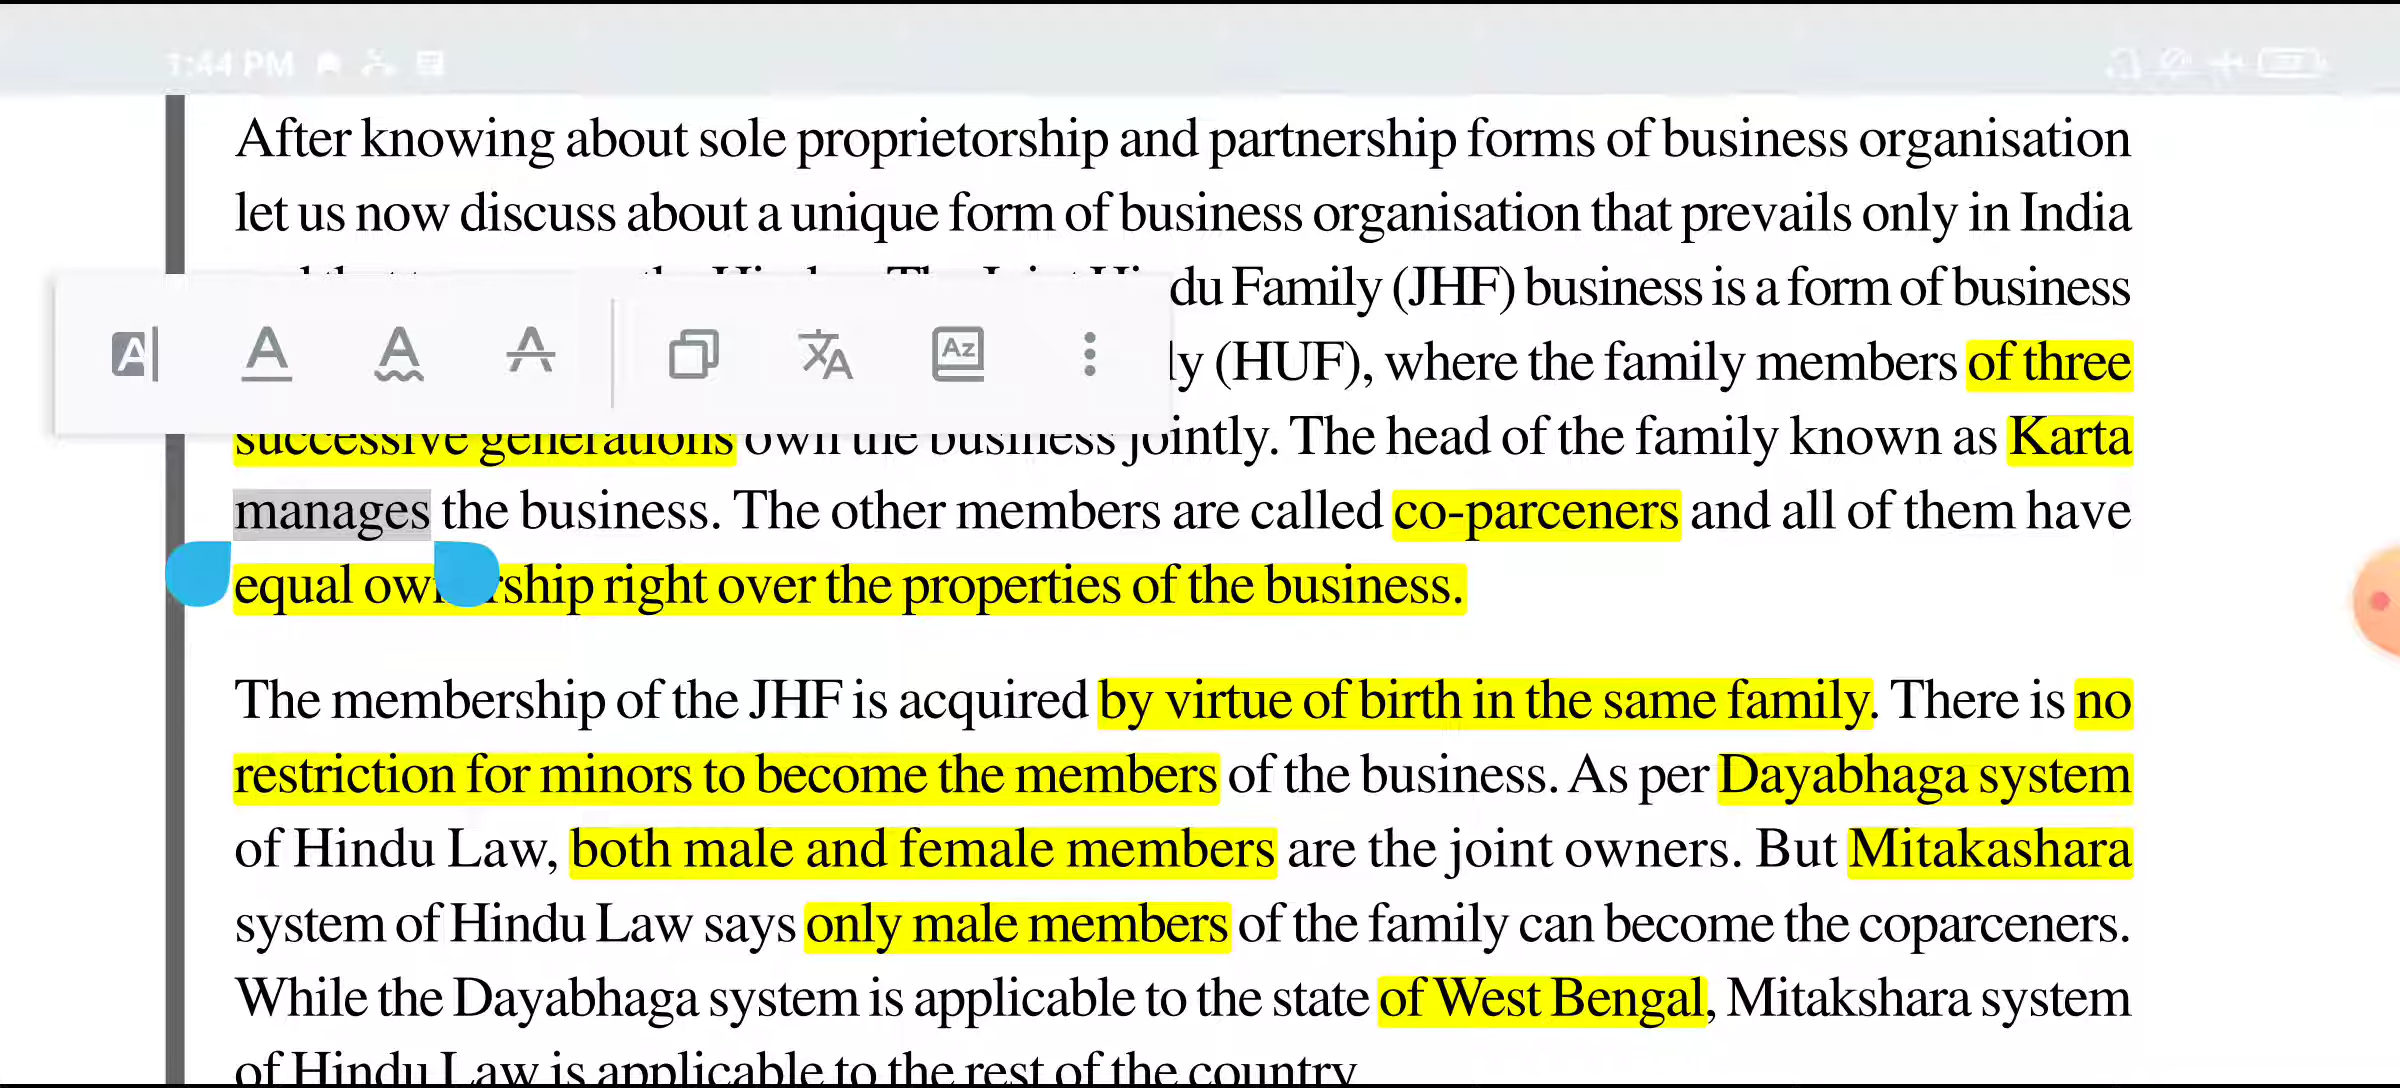 1:44 PM
After knowing about sole proprietorship and partnership forms of business organisation
let us now discuss about a unique form of business organisation that prevails only in India
du Family (JHF) business is a form of business
ly (HUF), where the family members of three
successive generations own the business jointly. The head of the family known as Karta
manages the business. The other members are called co-parceners and all of them have
equal ow rship right over the properties of the business.
The membership of the JHF is acquired by virtue of birth in the same family. There is no
restriction for minors to become the members of the business. As per Dayabhaga system
of Hindu Law, both male and female members are the joint owners. But Mitakashara
system of Hindu Law says only male members of the family can become the coparceners.
While the Dayabhaga system is applicable to the state of West Bengal, Mitakshara system
of Hindu Law is applicable to the rest of the country